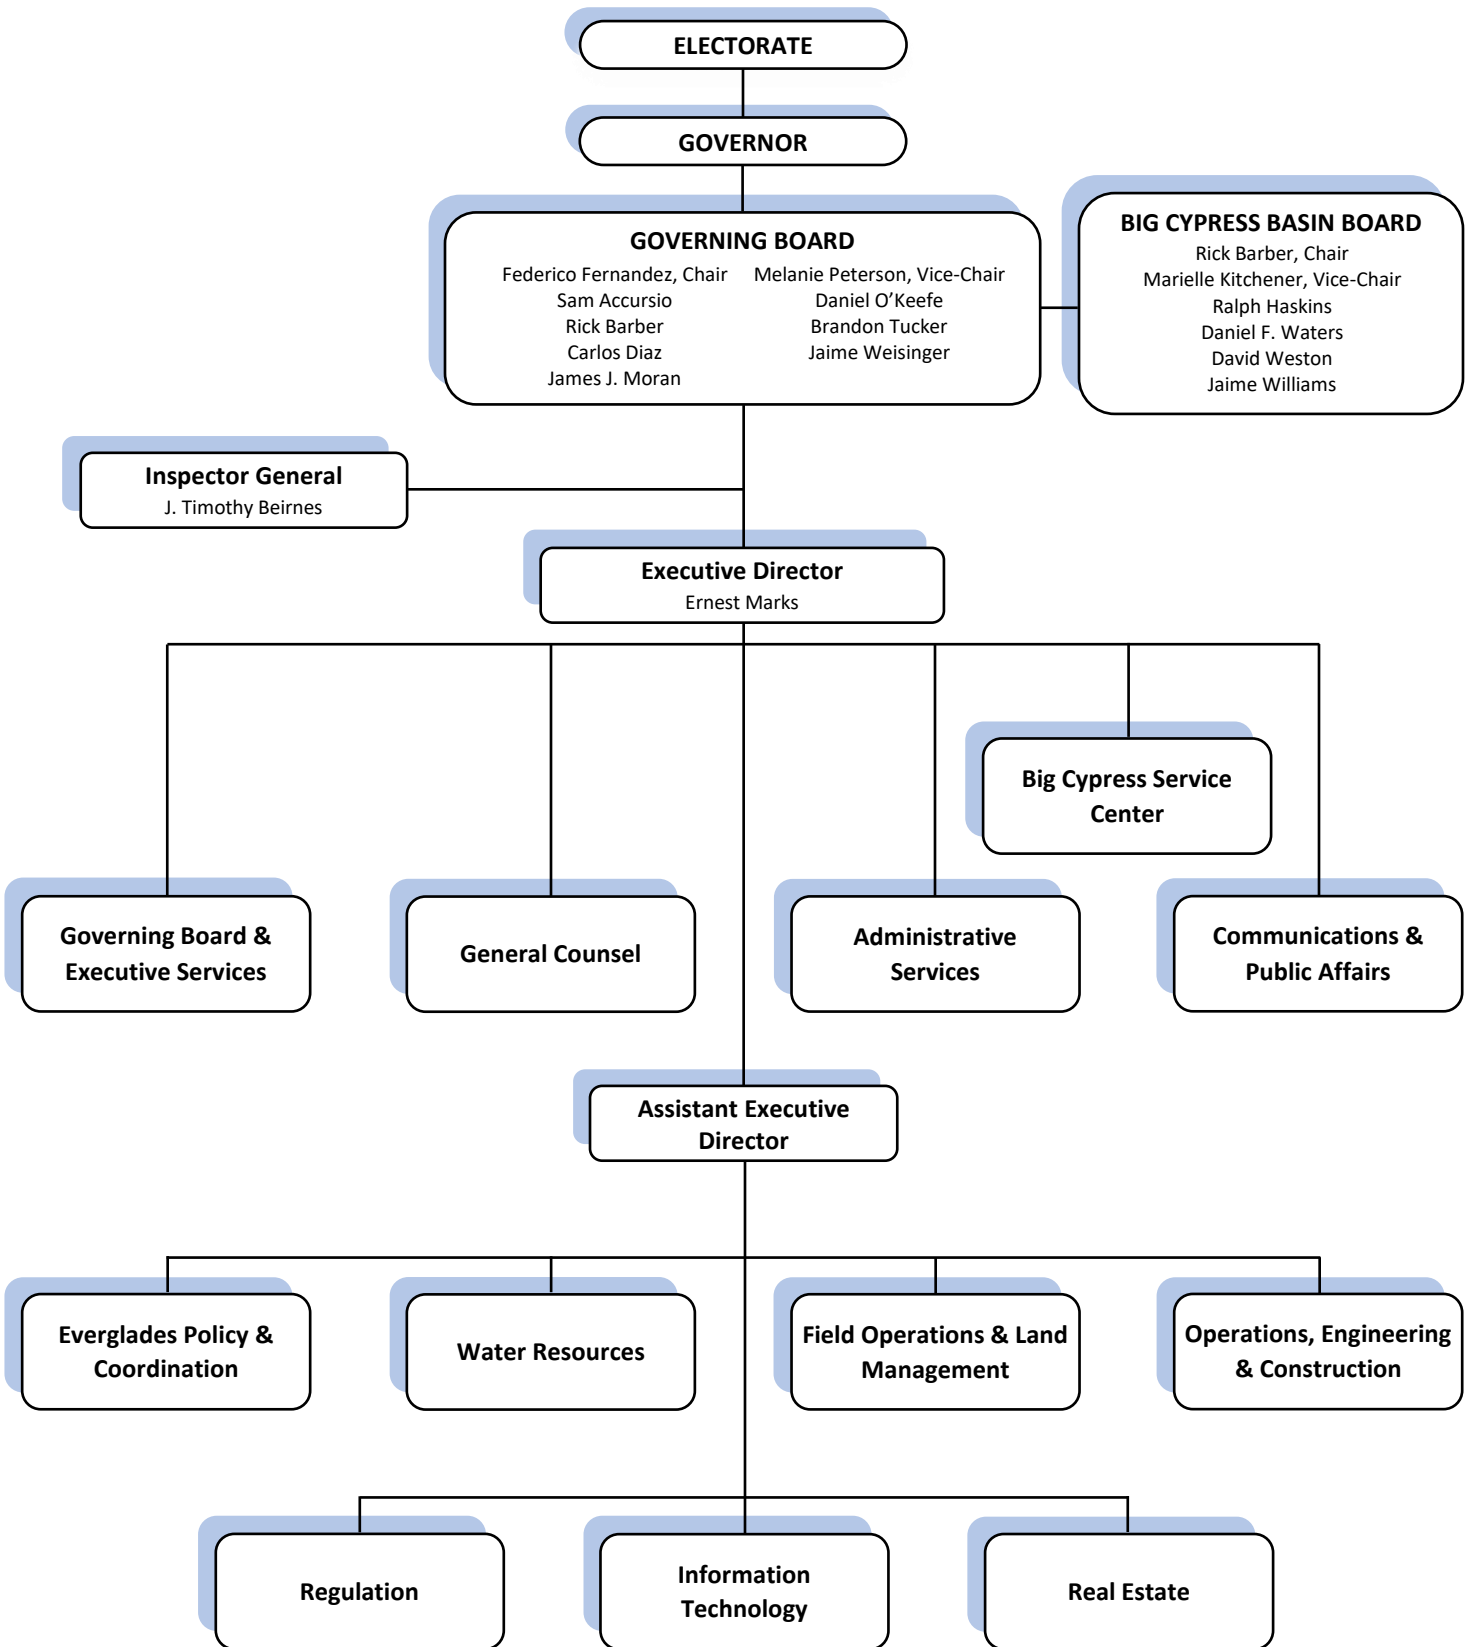 ELECTORATE
GOVERNOR
GOVERNING BOARD
Federico Fernandez, Chair
Sam Accursio
Rick Barber
Carlos Diaz
James J. Moran
Melanie Peterson, Vice-Chair
Daniel O’Keefe
Brandon Tucker
Jaime Weisinger
BIG CYPRESS BASIN BOARD
Rick Barber, Chair
Marielle Kitchener, Vice-Chair
Ralph Haskins
Daniel F. Waters
David Weston
Jaime Williams
Inspector General
J. Timothy Beirnes
Executive Director
Ernest Marks
Big Cypress Service
Center
Governing Board &
Executive Services
General Counsel
Administrative
Services
Communications &
Public Affairs
Assistant Executive
Director
Everglades Policy &
Coordination
Water Resources
Field Operations & Land
Management
Operations, Engineering
& Construction
Regulation
Information
Technology
Real Estate